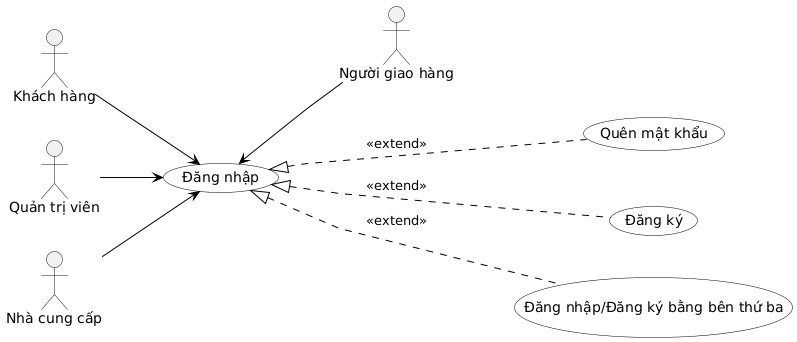 Người giao hàng
Khách hàng
«extend»
Quên mật khẩu
Đăng nhập
«extend»
Quản trị viên
«extend»
Đăng ký
Đăng nhập/Đăng ký bằng bên thứ ba
Nhà cung cấp